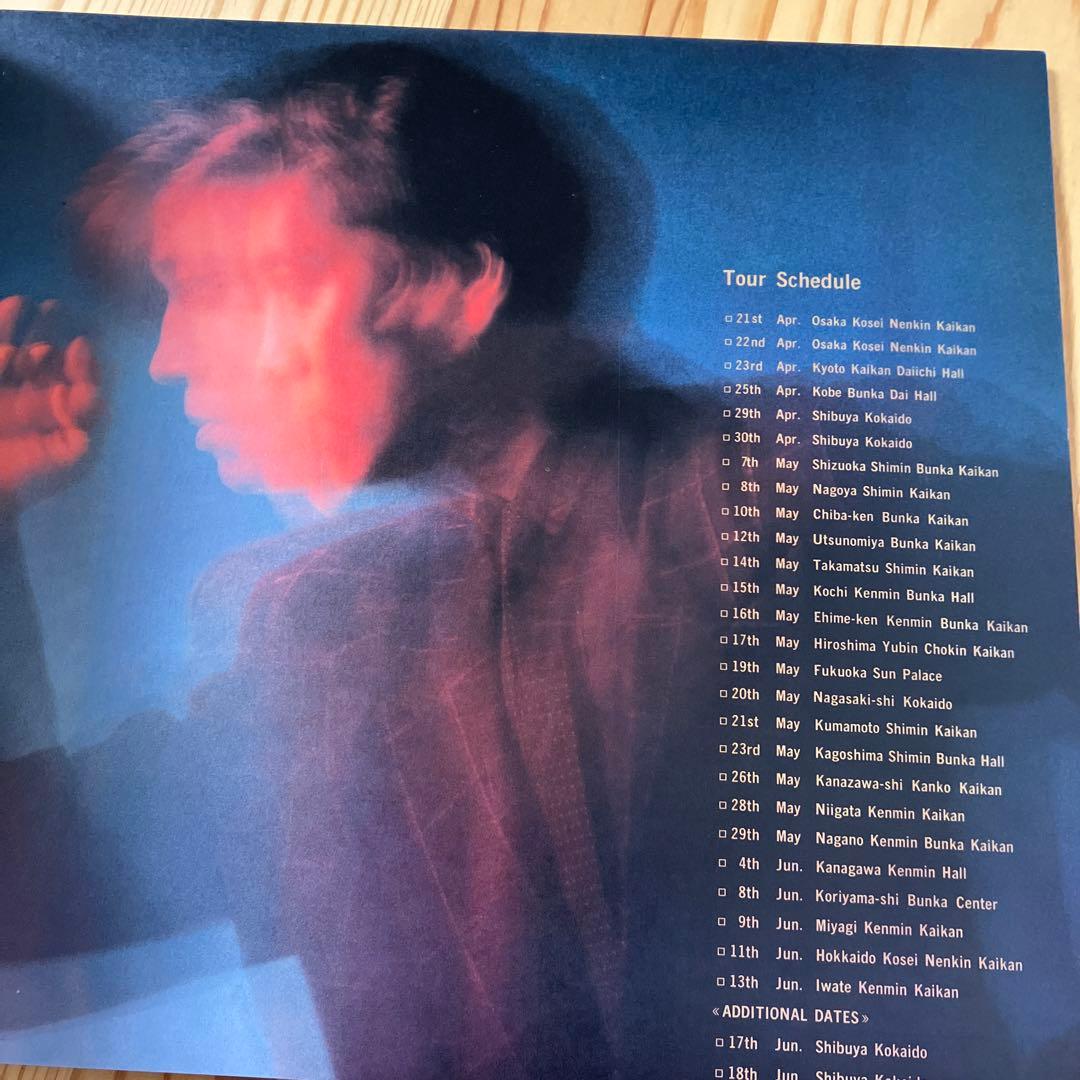 Tour Schedule
□ 21st Apr. Osaka Kosei Nenkin Kaikan
□ 22nd Apr. Osaka Kosei Nenkin Kaikan
□ 23rd Apr. Kyoto Kaikan Daiichi Hall
□ 25th Apr. Kobe Bunka Dai Hall
□ 29th Apr. Shibuya Kokaido
□ 30th Apr. Shibuya Kokaido
□ 7th May Shizuoka Shimin Bunka Kaikan
□ 8th May Nagoya Shimin Kaikan
□ 10th May Chiba-ken Bunka Kaikan
□ 12th May Utsunomiya Bunka Kaikan
□ 14th May Takamatsu Shimin Kaikan
□ 15th May Kochi Kenmin Bunka Hall
□ 16th May Ehime-ken Kenmin Bunka Kaikan
□ 17th May Hiroshima Yubin Chokin Kaikan
□ 19th May Fukuoka Sun Palace
□ 20th May Nagasaki-shi Kokaido
□ 21st May Kumamoto Shimin Kaikan
□ 23rd May Kagoshima Shimin Bunka Hall
□ 26th May Kanazawa-shi Kanko Kaikan
□ 28th May Niigata Kenmin Kaikan
□ 29th May Nagano Kenmin Bunka Kaikan
□ 4th Jun. Kanagawa Kenmin Hall
□ 8th Jun. Koriyama-shi Bunka Center
□ 9th Jun. Miyagi Kenmin Kaikan
□ 11th Jun. Hokkaido Kosei Nenkin Kaikan
□ 13th Jun. Iwate Kenmin Kaikan
«ADDITIONAL DATES»
□ 17th Jun. Shibuya Kokaido
□ 18th Jun. Shibuya